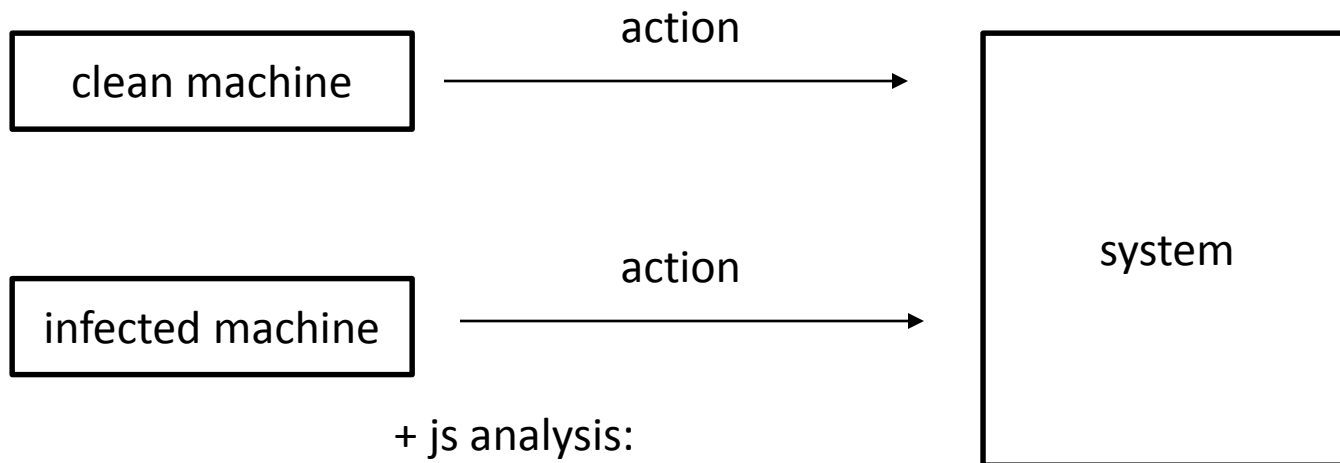 action
clean machine
action
system
infected machine
+ js analysis: